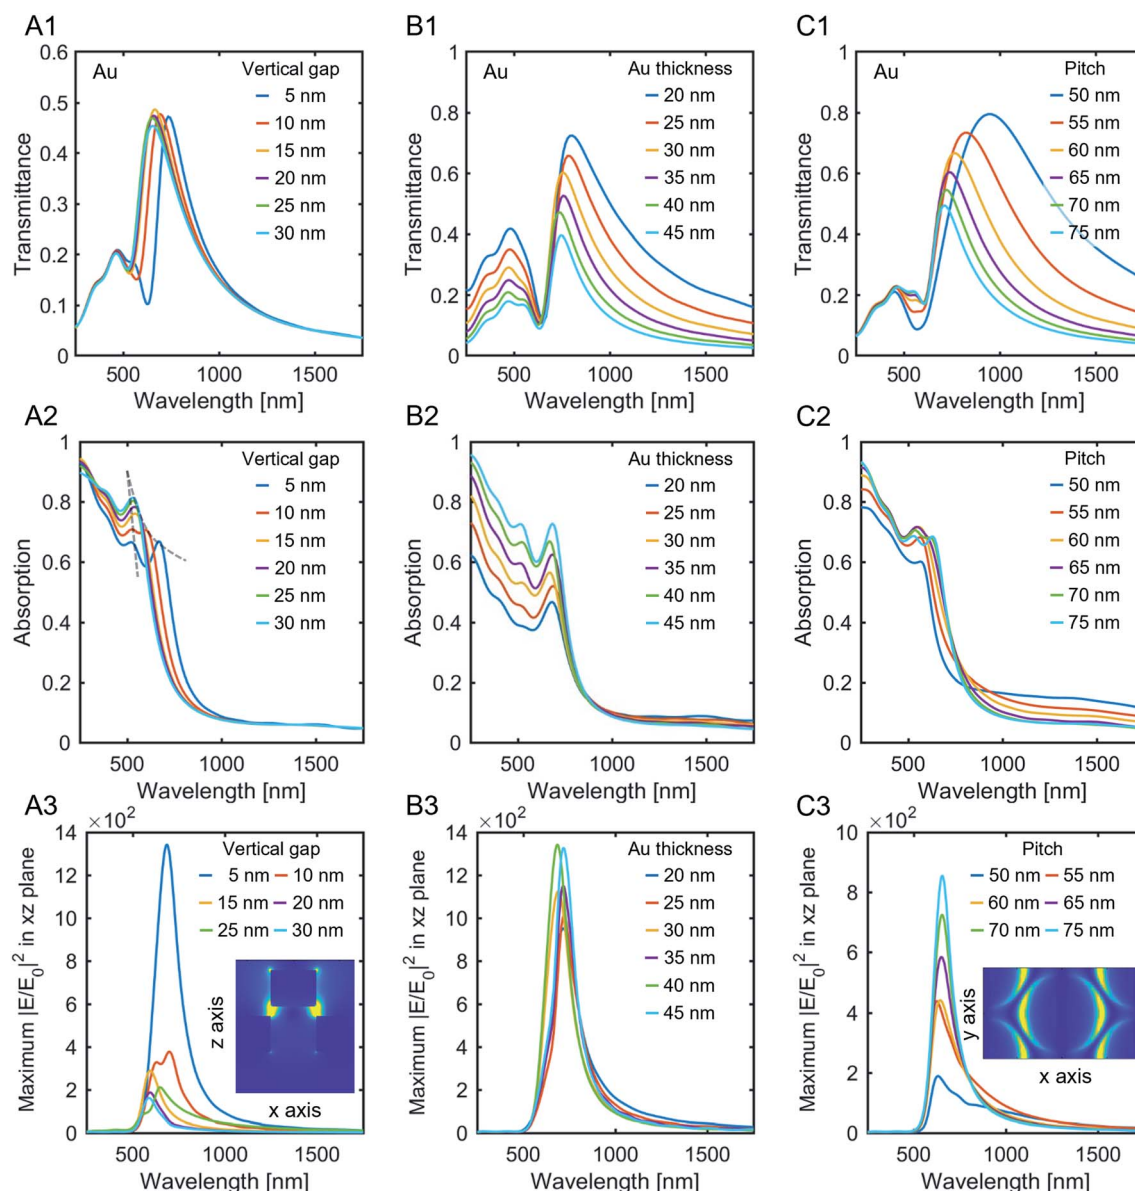 A1
Au
Vertical gap
5 nm
10 nm
15 nm
20 nm
25 nm
30 nm
Transmittance
0.6
0.5
0.4
0.3
0.2
0.1
0
500
1000
1500
Wavelength [nm]
B1
Au
Au thickness
20 nm
25 nm
30 nm
35 nm
40 nm
45 nm
Transmittance
1
0.8
0.6
0.4
0.2
0
500
1000
1500
Wavelength [nm]
C1
Au
Pitch
50 nm
55 nm
60 nm
65 nm
70 nm
75 nm
Transmittance
1
0.8
0.6
0.4
0.2
0
500
1000
1500
Wavelength [nm]
A2
Vertical gap
5 nm
10 nm
15 nm
20 nm
25 nm
30 nm
Absorption
1
0.8
0.6
0.4
0.2
0
500
1000
1500
Wavelength [nm]
B2
Au thickness
20 nm
25 nm
30 nm
35 nm
40 nm
45 nm
Absorption
1
0.8
0.6
0.4
0.2
0
500
1000
1500
Wavelength [nm]
C2
Pitch
50 nm
55 nm
60 nm
65 nm
70 nm
75 nm
Absorption
1
0.8
0.6
0.4
0.2
0
500
1000
1500
Wavelength [nm]
A3
×10²
Vertical gap
5 nm 10 nm
15 nm 20 nm
25 nm 30 nm
z axis
x axis
Maximum |E/E₀|² in xz plane
14
12
10
8
6
4
2
0
500
1000
1500
Wavelength [nm]
B3
×10²
Au thickness
20 nm
25 nm
30 nm
35 nm
40 nm
45 nm
Maximum |E/E₀|² in xz plane
14
12
10
8
6
4
2
0
500
1000
1500
Wavelength [nm]
C3
×10²
Pitch
50 nm 55 nm
60 nm 65 nm
70 nm 75 nm
y axis
x axis
Maximum |E/E₀|² in xz plane
10
8
6
4
2
0
500
1000
1500
Wavelength [nm]